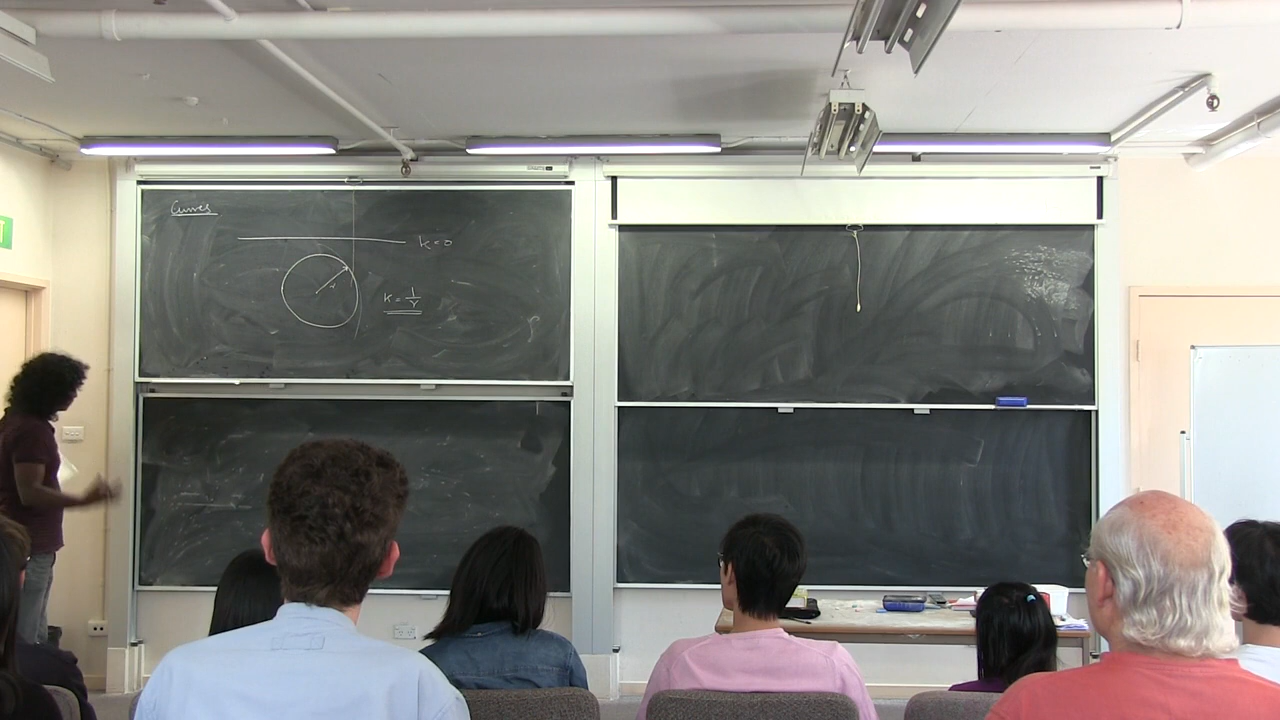 Curves
k=0
r
k = 1/r